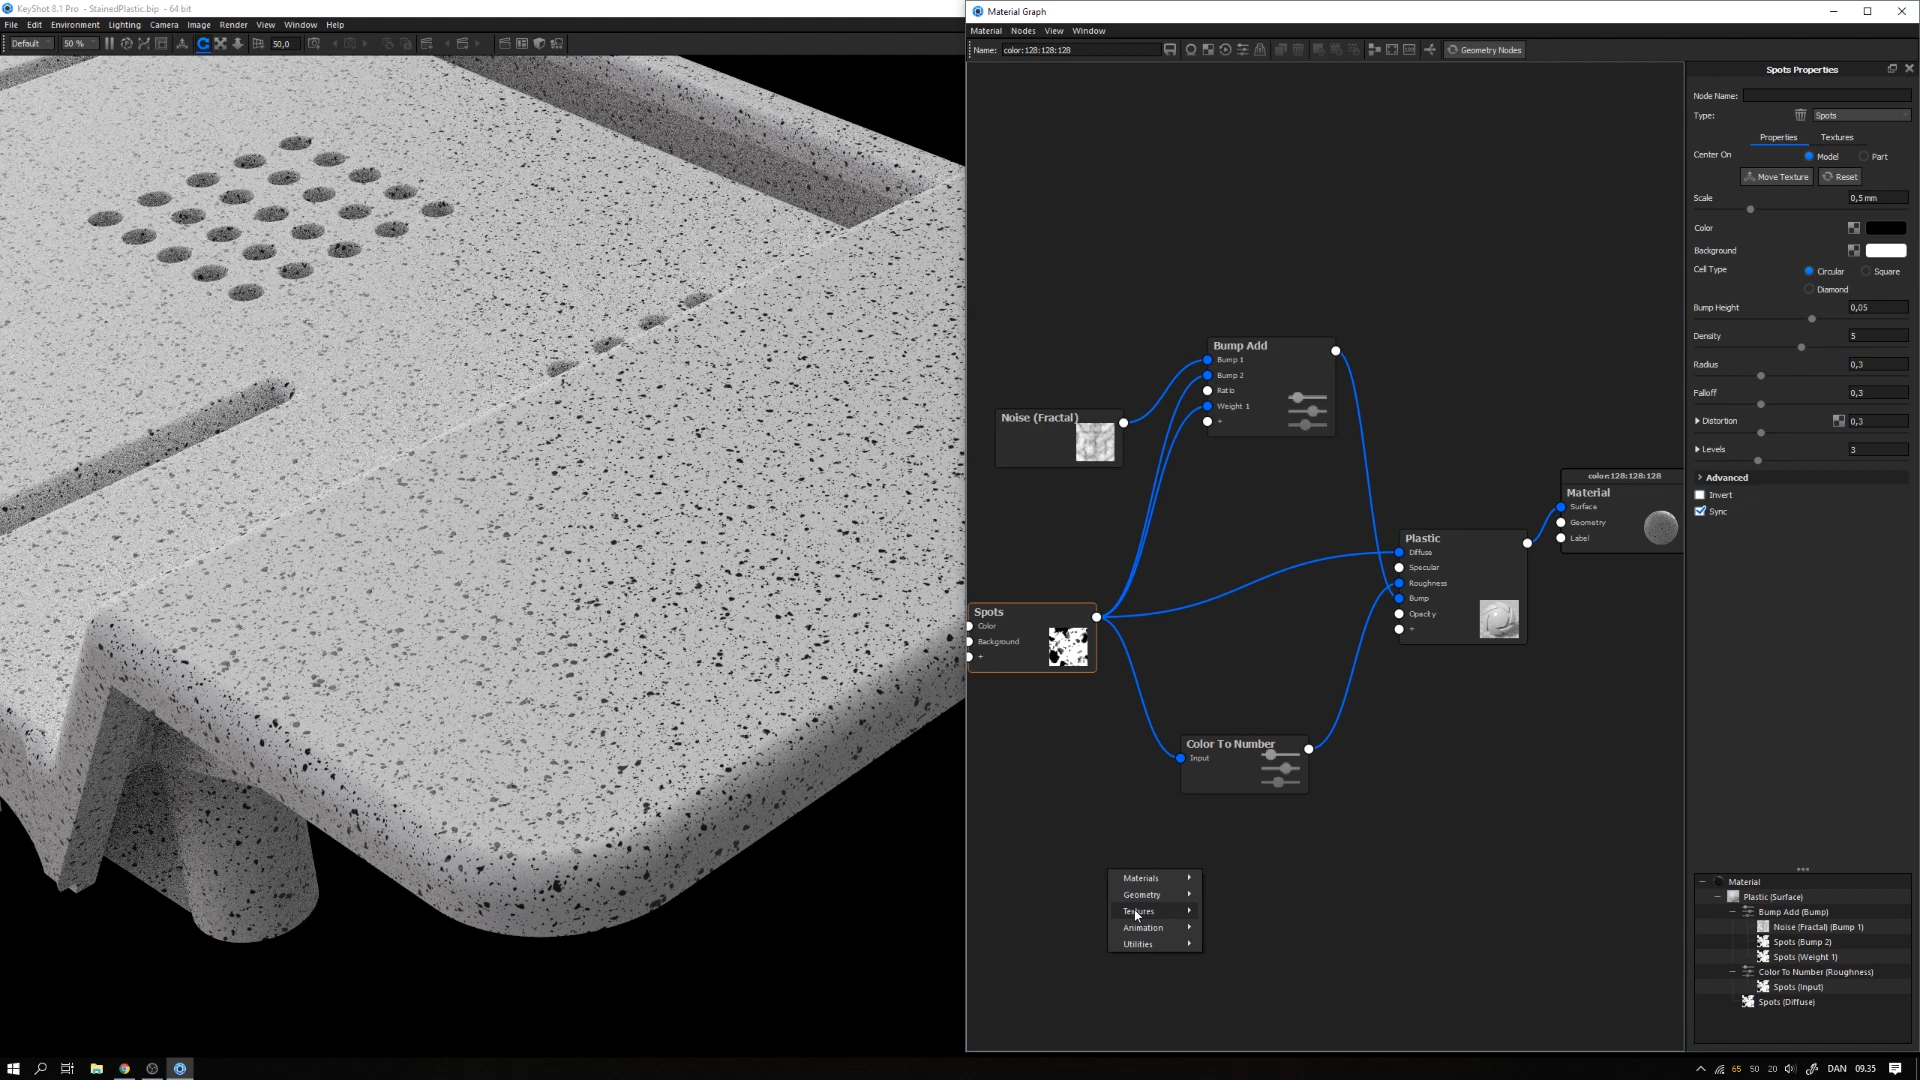 KeyShot 8.1 Pro - StainedPlastic.bip - 64 bit
File Edit Environment Lighting Camera Image Render View Window Help
Default 50 % 50,0
Material Graph
Material Nodes View Window
Name: color:128:128:128 Geometry Nodes
Spots Properties
Node Name:
Type: Spots
Properties Textures
Center On Model Part
Move Texture Reset
Scale 0,5 mm
Color
Background
Cell Type Circular Square
Diamond
Bump Height 0,05
Density 5
Radius 0,3
Falloff 0,3
Distortion 0,3
Levels 3
Advanced
Invert
Sync
Bump Add
Bump 1
Bump 2
Ratio
Weight 1
+
Noise (Fractal)
color:128:128:128
Material
Surface
Geometry
Label
Plastic
Diffuse
Specular
Roughness
Bump
Opacity
+
Spots
Color
Background
+
Color To Number
Input
Materials
Geometry
Textures
Animation
Utilities
Material
Plastic (Surface)
Bump Add (Bump)
Noise (Fractal) (Bump 1)
Spots (Bump 2)
Spots (Weight 1)
Color To Number (Roughness)
Spots (Input)
Spots (Diffuse)
65 50 20 DAN 09.35